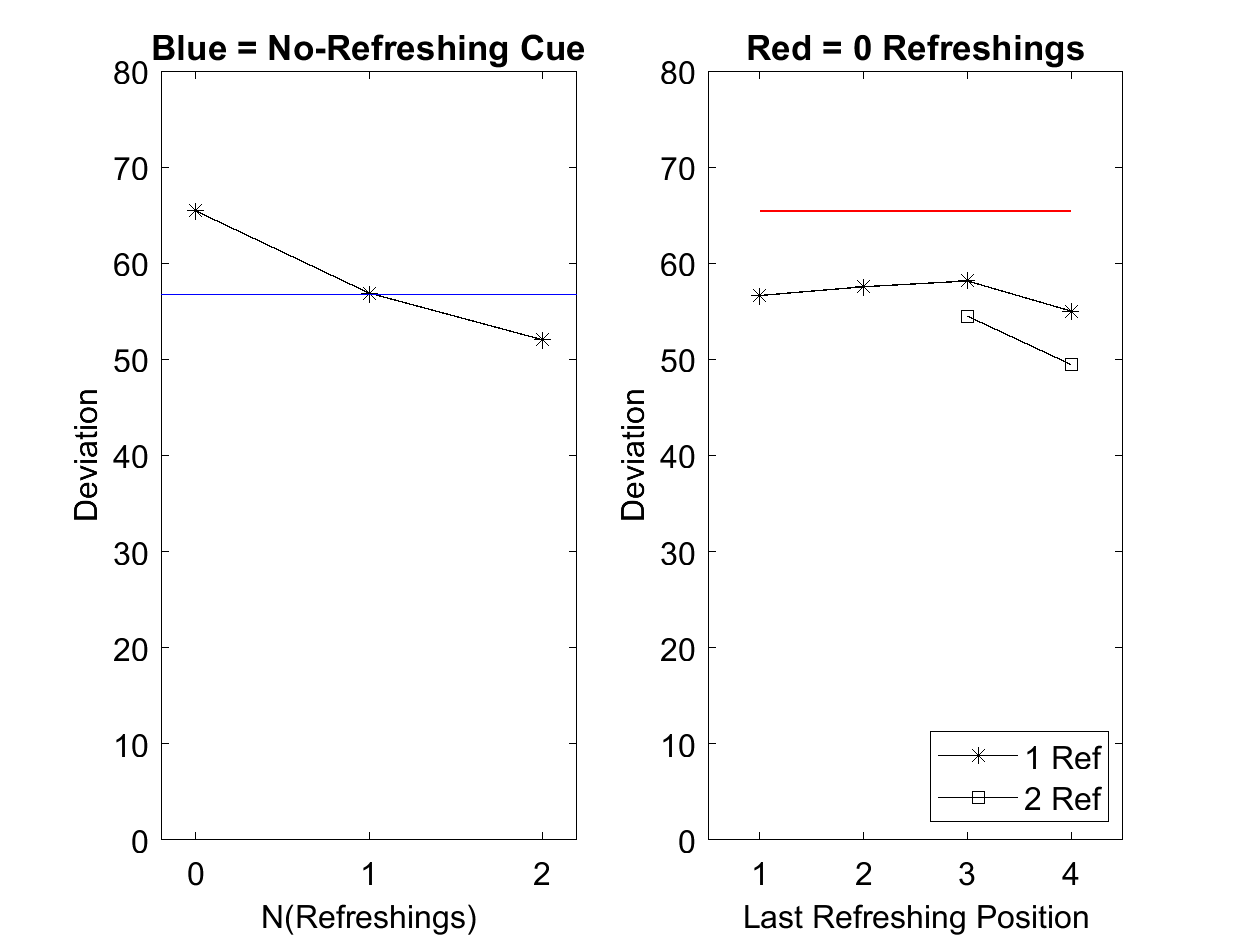 Blue = No-Refreshing Cue
80
70
60
50
40
30
20
10
0
Deviation
0 1 2
N(Refreshings)
Red = 0 Refreshings
80
70
60
50
40
30
20
10
0
Deviation
1 Ref
2 Ref
1 2 3 4
Last Refreshing Position